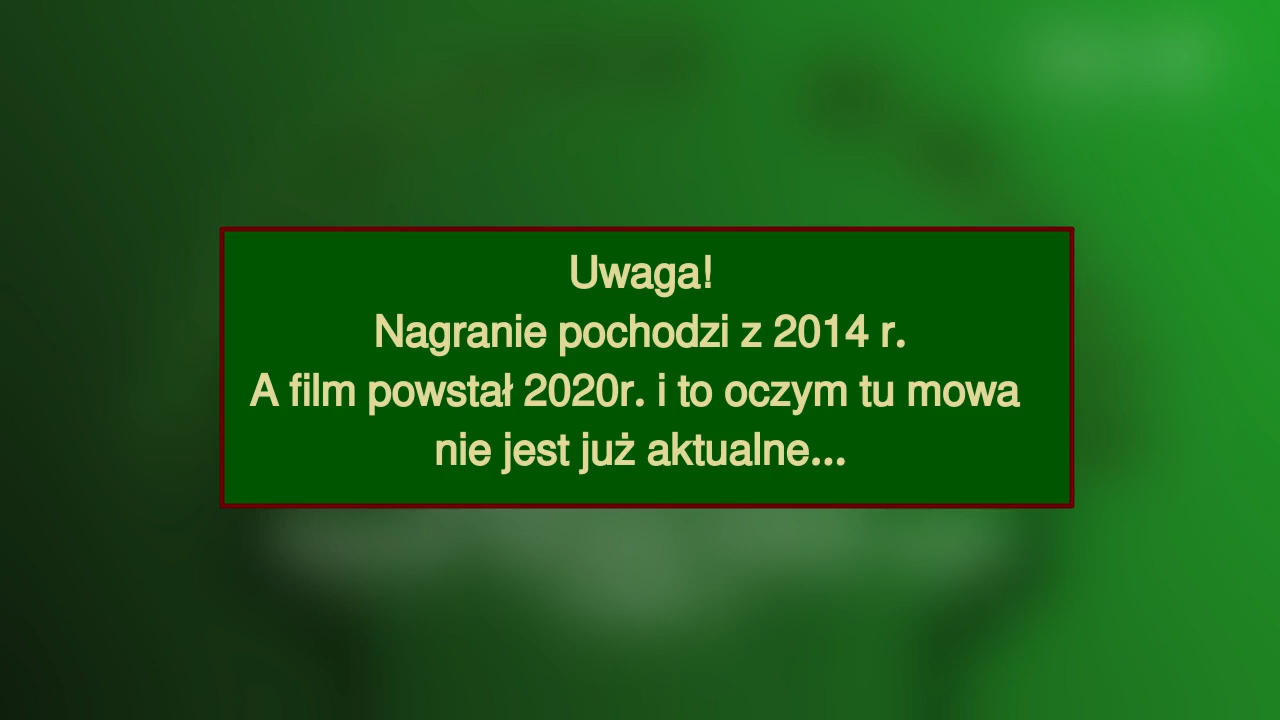 Uwaga!
Nagranie pochodzi z 2014 r.
A film powstał 2020r. i to oczym tu mowa
nie jest już aktualne...